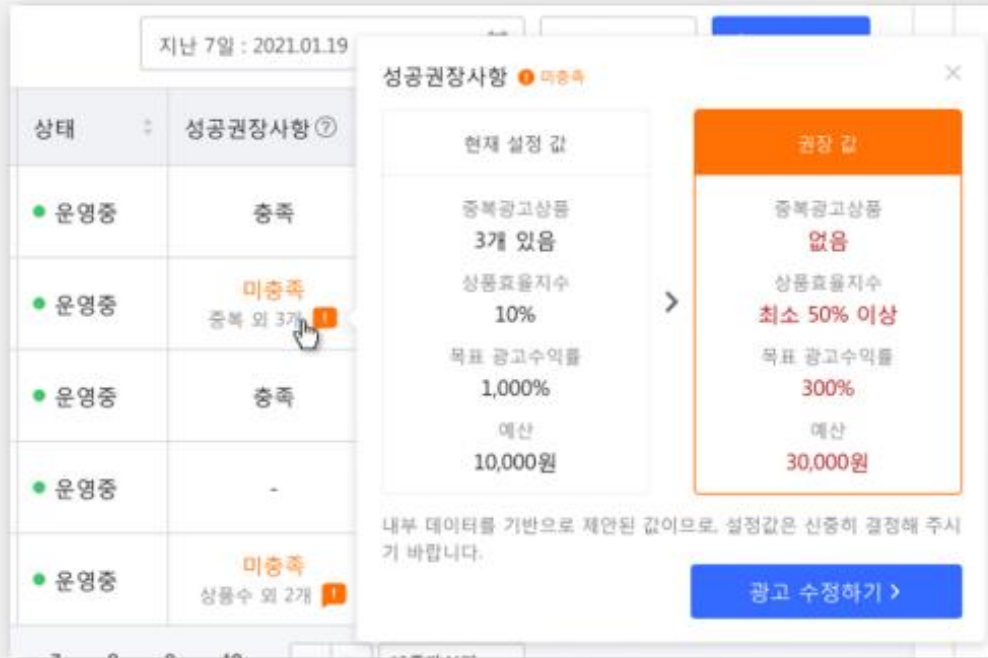 지난 7일 : 2021.01.19
상태
성공권장사항 ?
운영중
충족
운영중
미충족
중복 외 3개
운영중
충족
운영중
-
운영중
미충족
상품수 외 2개
성공권장사항 ! 미충족
현재 설정 값
중복광고상품
3개 있음
상품효율지수
10%
목표 광고수익률
1,000%
예산
10,000원
권장 값
중복광고상품
없음
상품효율지수
최소 50% 이상
목표 광고수익률
300%
예산
30,000원
내부 데이터를 기반으로 제안된 값이므로, 설정값은 신중히 결정해 주시
기 바랍니다.
광고 수정하기 >